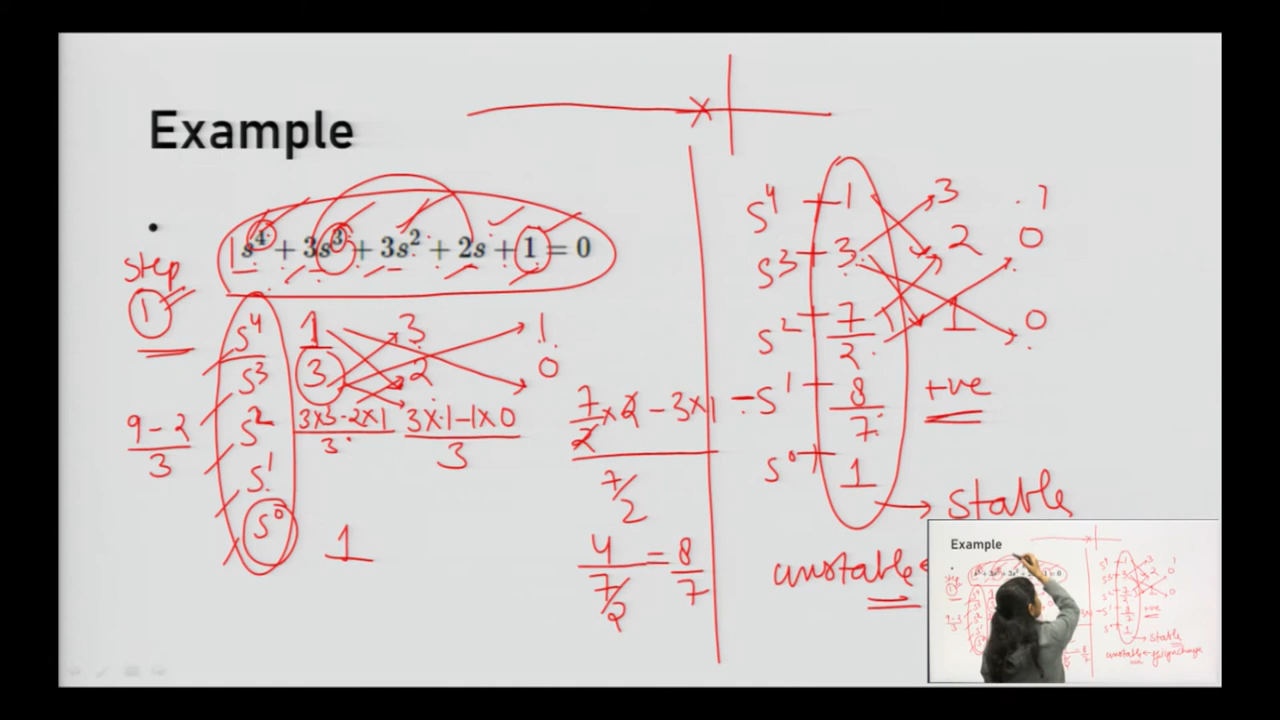 Example
• 1s⁴ + 3s³ + 3s² + 2s + 1 = 0
Step
1
s⁴ 1 3 1
s³ 3 2 0
9-2/3 s² 3×3-2×1/3 3×1-1×0/3
s¹
s⁰ 1
7/2×2-3×1
7/2
4/(7/2) = 8/7
s⁴ 1 3 1
s³ 3 2 0
s² 7/2 1 0
s¹ 8/7 +ve
s⁰ 1
→ stable
unstable
Example